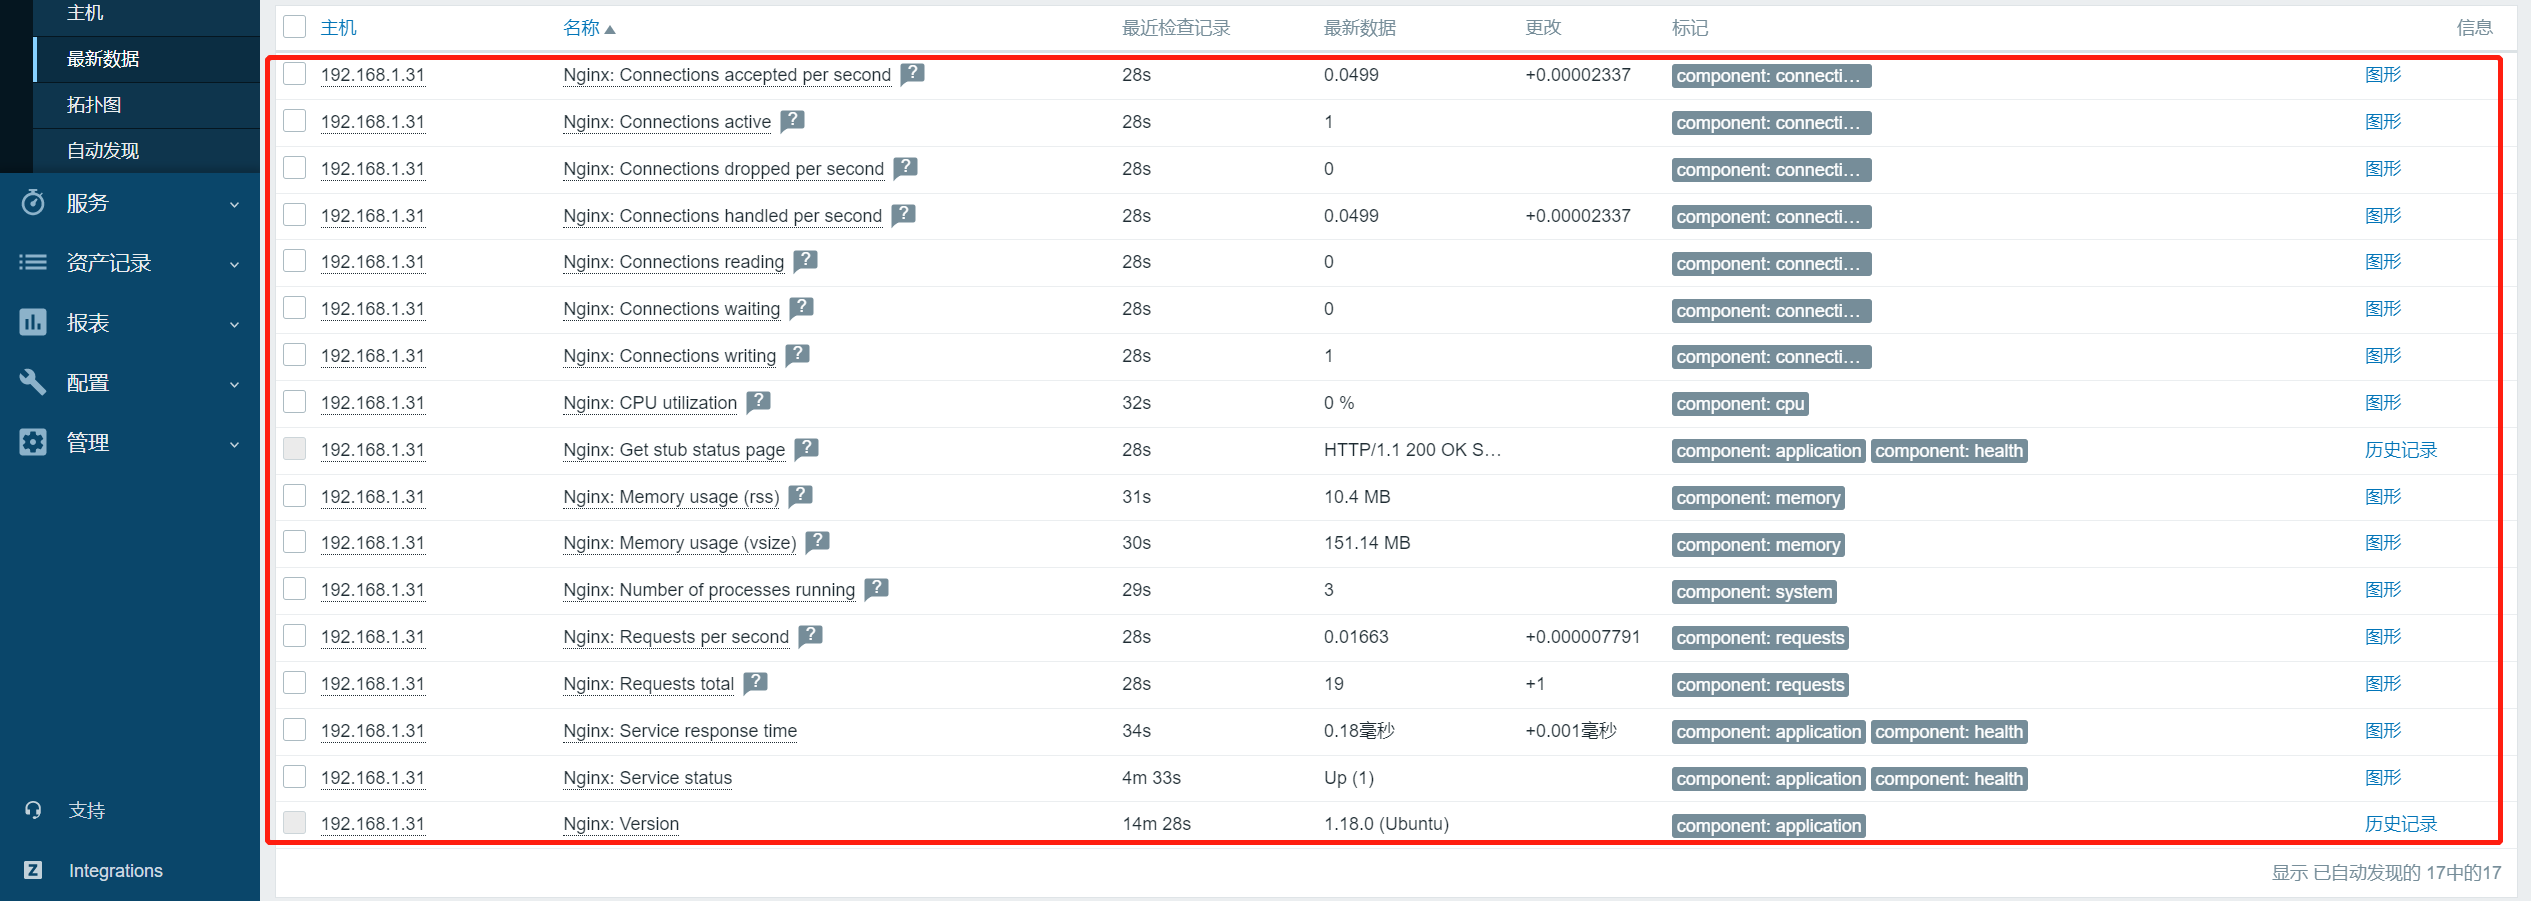 主机
最新数据
拓扑图
自动发现
服务
资产记录
报表
配置
管理
支持
Integrations
主机 名称 最近检查记录 最新数据 更改 标记 信息
192.168.1.31 Nginx: Connections accepted per second ? 28s 0.0499 +0.00002337 component: connecti… 图形
192.168.1.31 Nginx: Connections active ? 28s 1 component: connecti… 图形
192.168.1.31 Nginx: Connections dropped per second ? 28s 0 component: connecti… 图形
192.168.1.31 Nginx: Connections handled per second ? 28s 0.0499 +0.00002337 component: connecti… 图形
192.168.1.31 Nginx: Connections reading ? 28s 0 component: connecti… 图形
192.168.1.31 Nginx: Connections waiting ? 28s 0 component: connecti… 图形
192.168.1.31 Nginx: Connections writing ? 28s 1 component: connecti… 图形
192.168.1.31 Nginx: CPU utilization ? 32s 0 % component: cpu 图形
192.168.1.31 Nginx: Get stub status page ? 28s HTTP/1.1 200 OK S… component: application component: health 历史记录
192.168.1.31 Nginx: Memory usage (rss) ? 31s 10.4 MB component: memory 图形
192.168.1.31 Nginx: Memory usage (vsize) ? 30s 151.14 MB component: memory 图形
192.168.1.31 Nginx: Number of processes running ? 29s 3 component: system 图形
192.168.1.31 Nginx: Requests per second ? 28s 0.01663 +0.000007791 component: requests 图形
192.168.1.31 Nginx: Requests total ? 28s 19 +1 component: requests 图形
192.168.1.31 Nginx: Service response time 34s 0.18毫秒 +0.001毫秒 component: application component: health 图形
192.168.1.31 Nginx: Service status 4m 33s Up (1) component: application component: health 图形
192.168.1.31 Nginx: Version 14m 28s 1.18.0 (Ubuntu) component: application 历史记录
显示 已自动发现的 17中的17